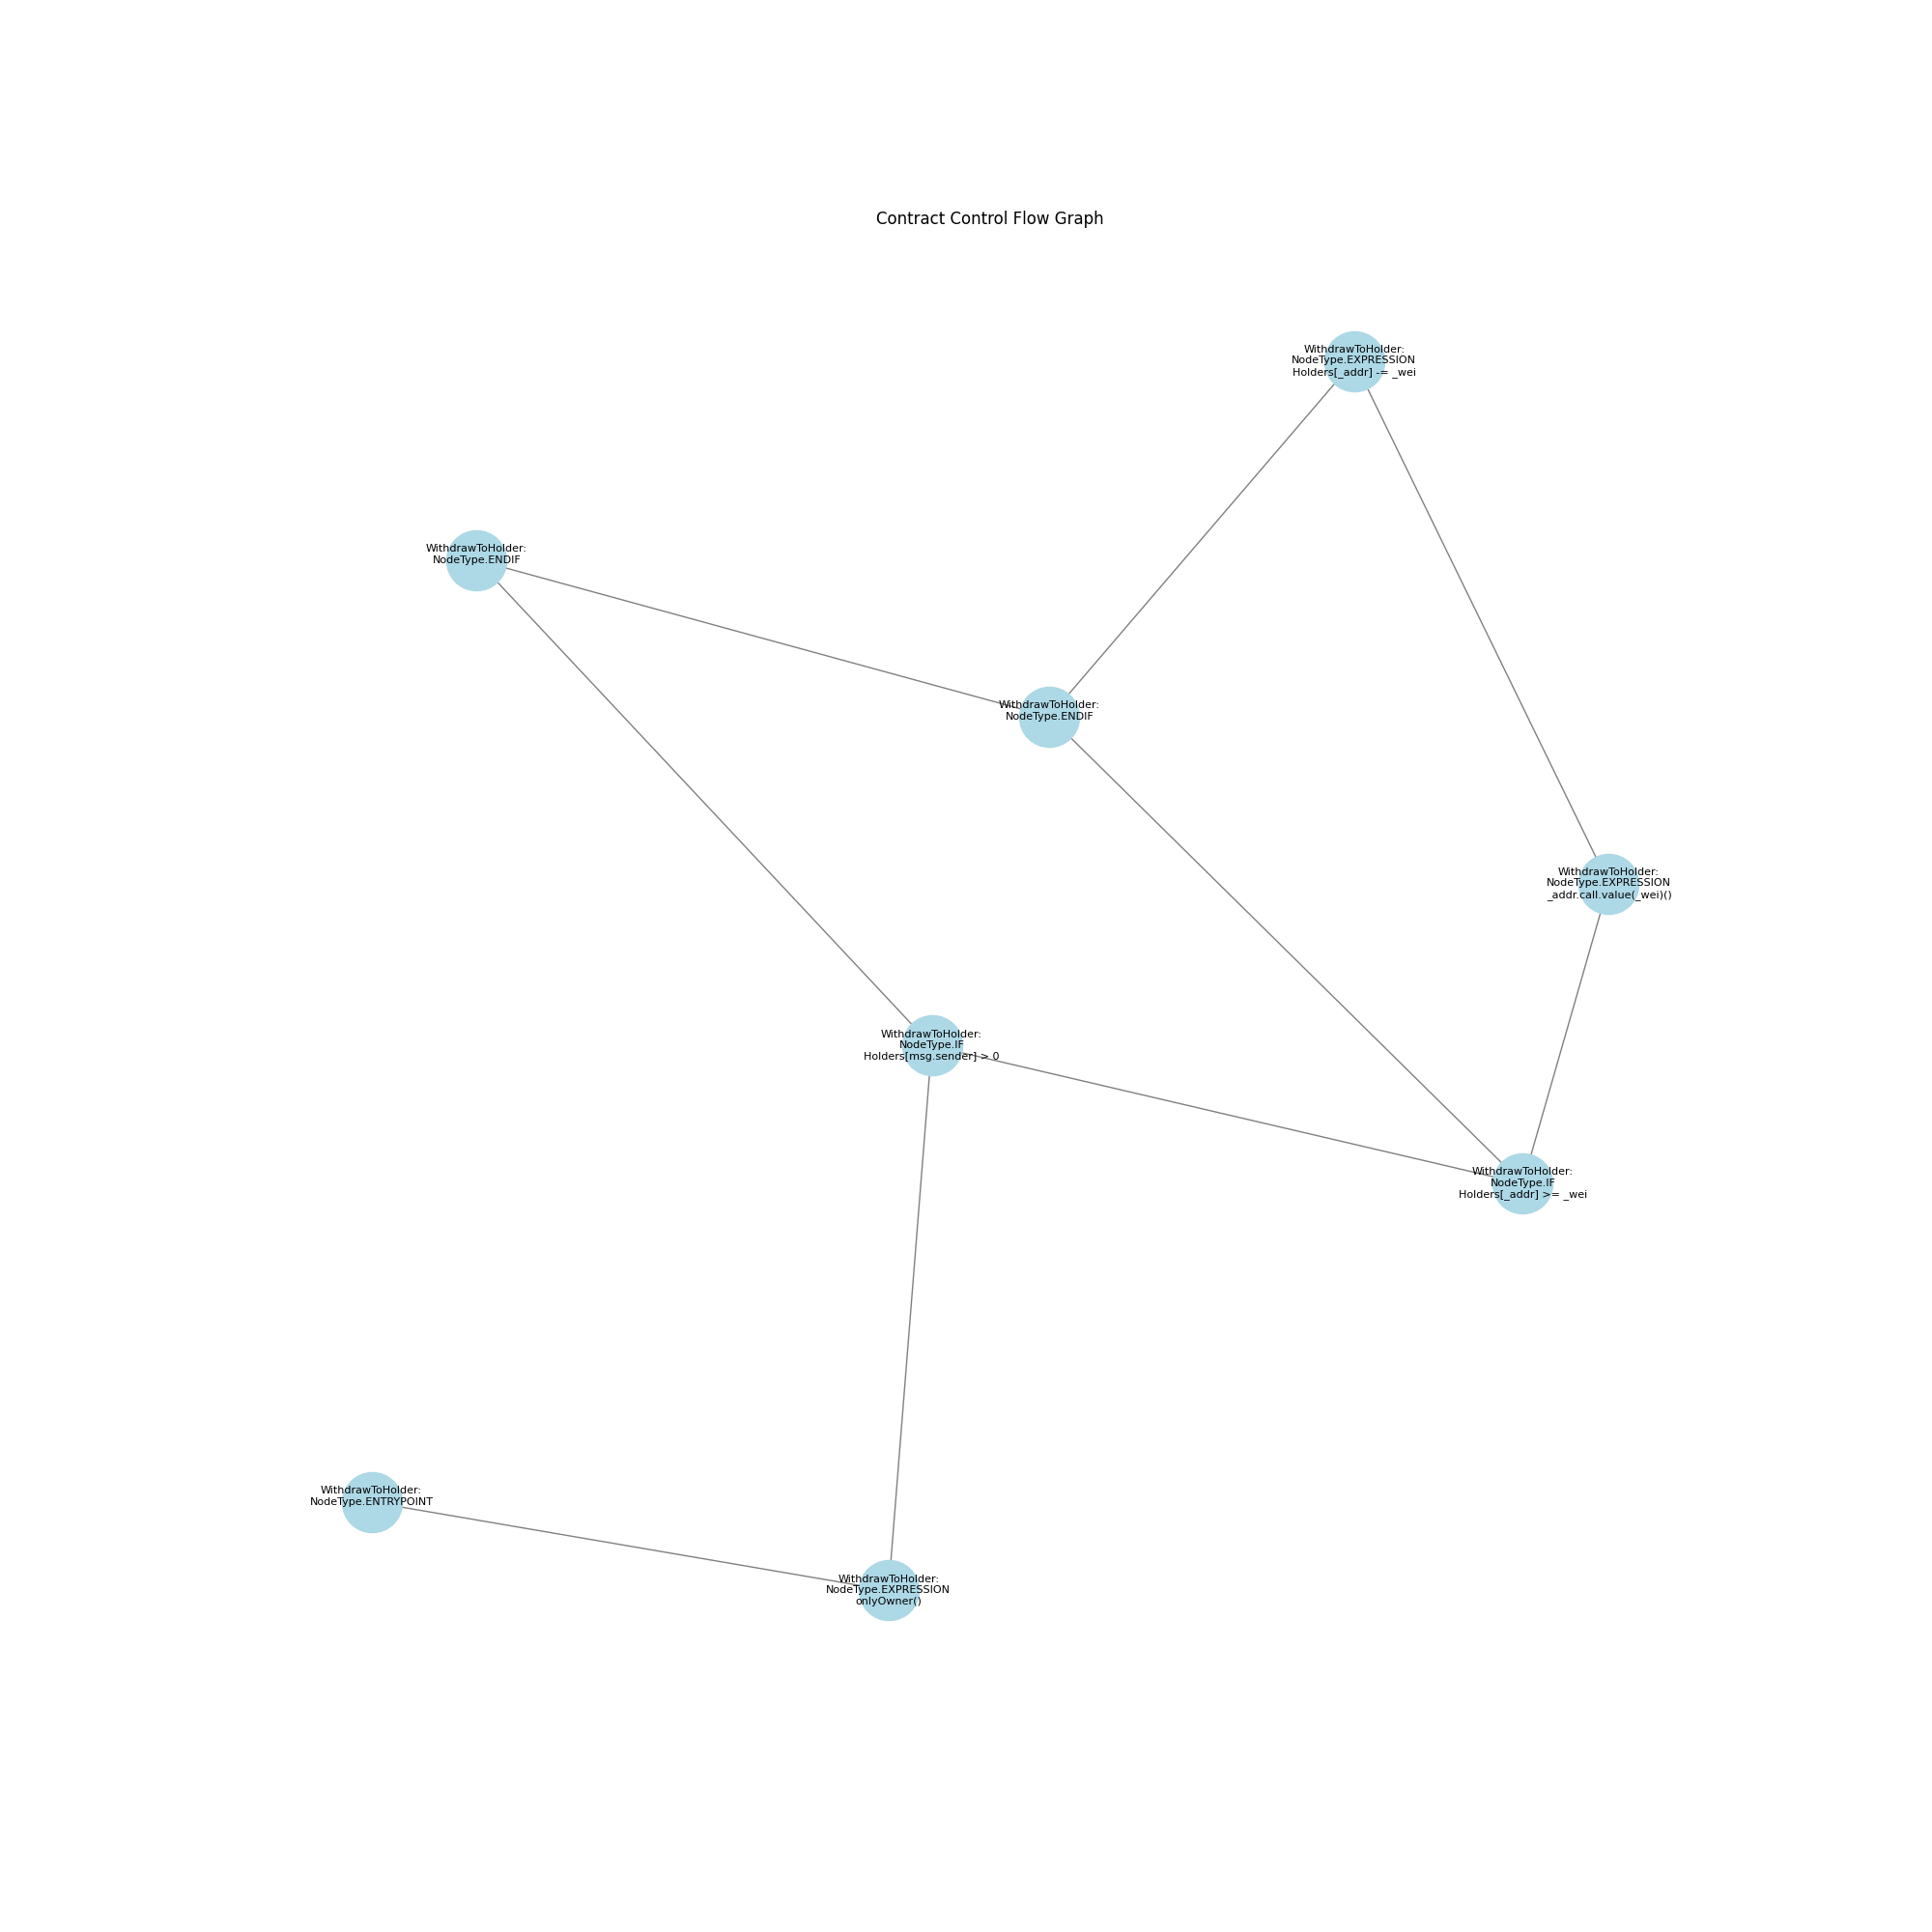 Contract Control Flow Graph
WithdrawToHolder:
NodeType.EXPRESSION
Holders[_addr] -= _wei
WithdrawToHolder:
NodeType.ENDIF
WithdrawToHolder:
NodeType.ENDIF
WithdrawToHolder:
NodeType.EXPRESSION
_addr.call.value(_wei)()
WithdrawToHolder:
NodeType.IF
Holders[msg.sender] > 0
WithdrawToHolder:
NodeType.IF
Holders[_addr] >= _wei
WithdrawToHolder:
NodeType.ENTRYPOINT
WithdrawToHolder:
NodeType.EXPRESSION
onlyOwner()